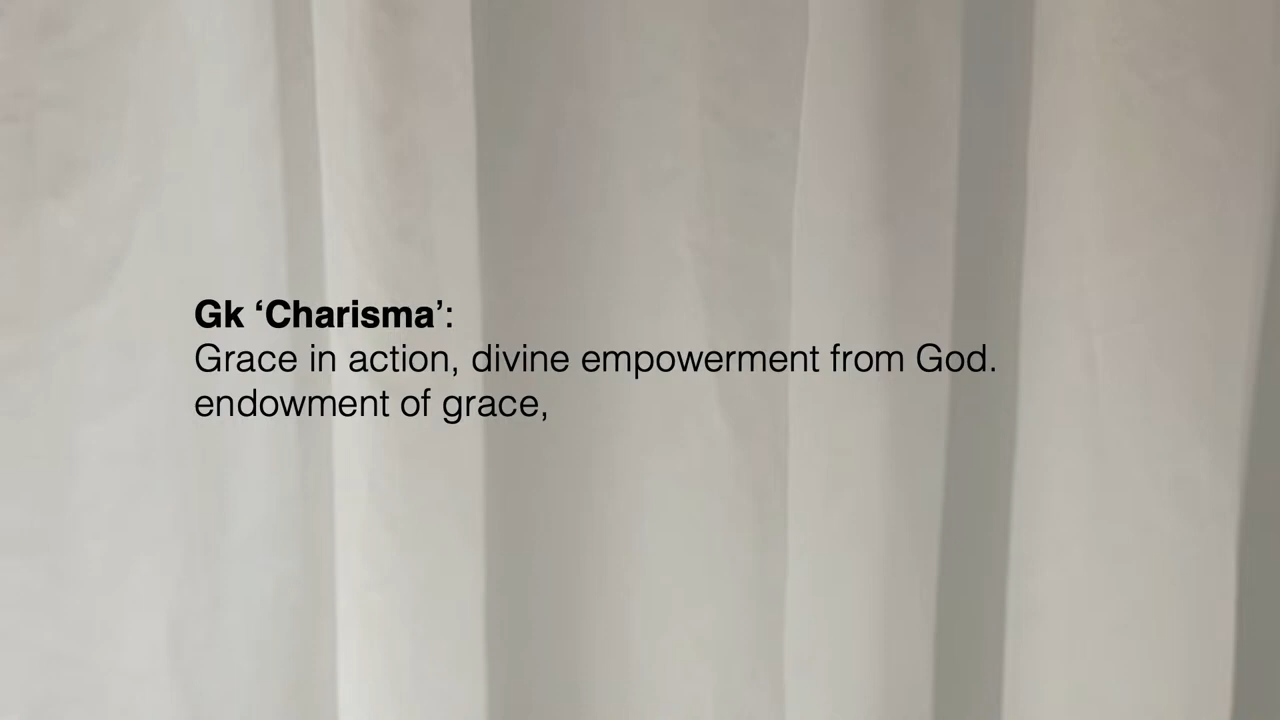 Gk ‘Charisma’:
Grace in action, divine empowerment from God.
endowment of grace,